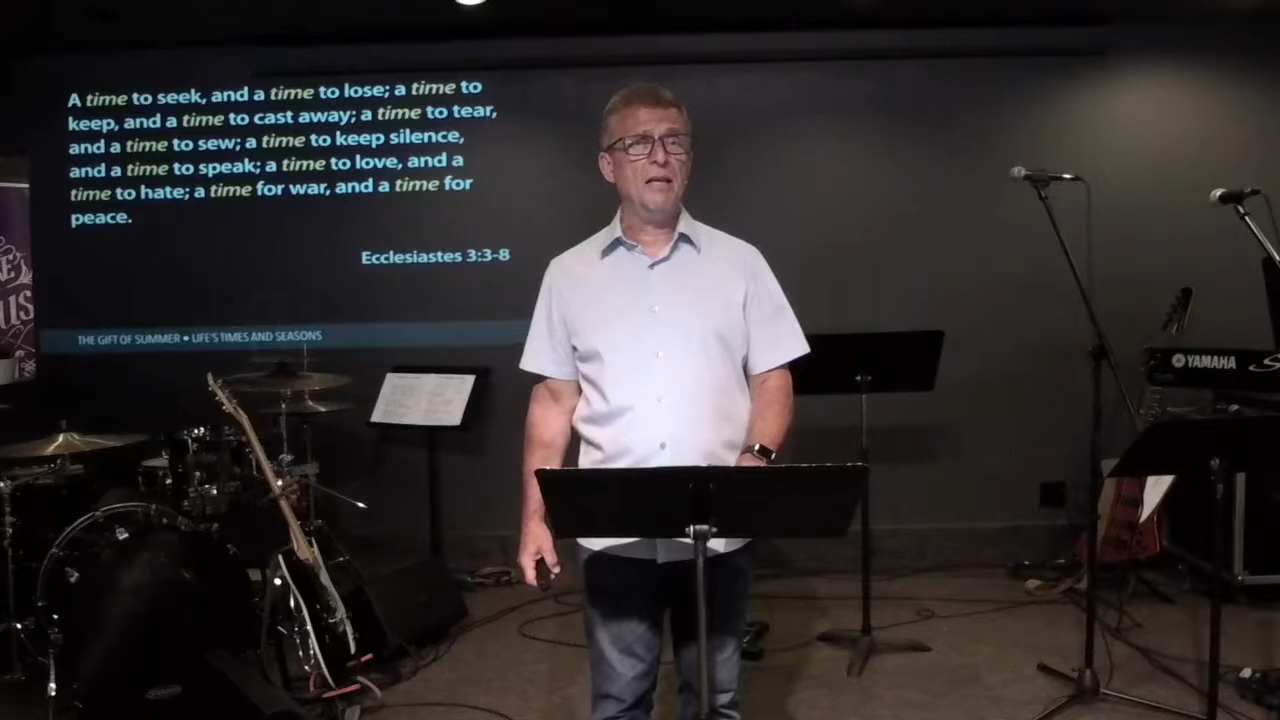 A time to seek, and a time to lose; a time to
keep, and a time to cast away; a time to tear,
and a time to sew; a time to keep silence,
and a time to speak; a time to love, and a
time to hate; a time for war, and a time for
peace.
Ecclesiastes 3:3-8
THE GIFT OF SUMMER • LIFE'S TIMES AND SEASONS
US
YAMAHA